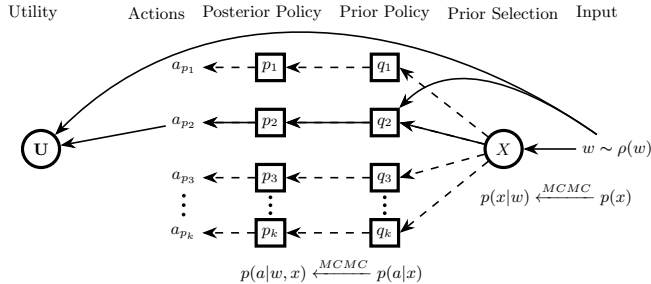 Utility Actions Posterior Policy Prior Policy Prior Selection Input
a_{p_1} p_1 q_1
a_{p_2} p_2 q_2
U X w ∼ ρ(w)
a_{p_3} p_3 q_3
p(x|w) ⟵^{MCMC} p(x)
a_{p_k} p_k q_k
p(a|w, x) ⟵^{MCMC} p(a|x)